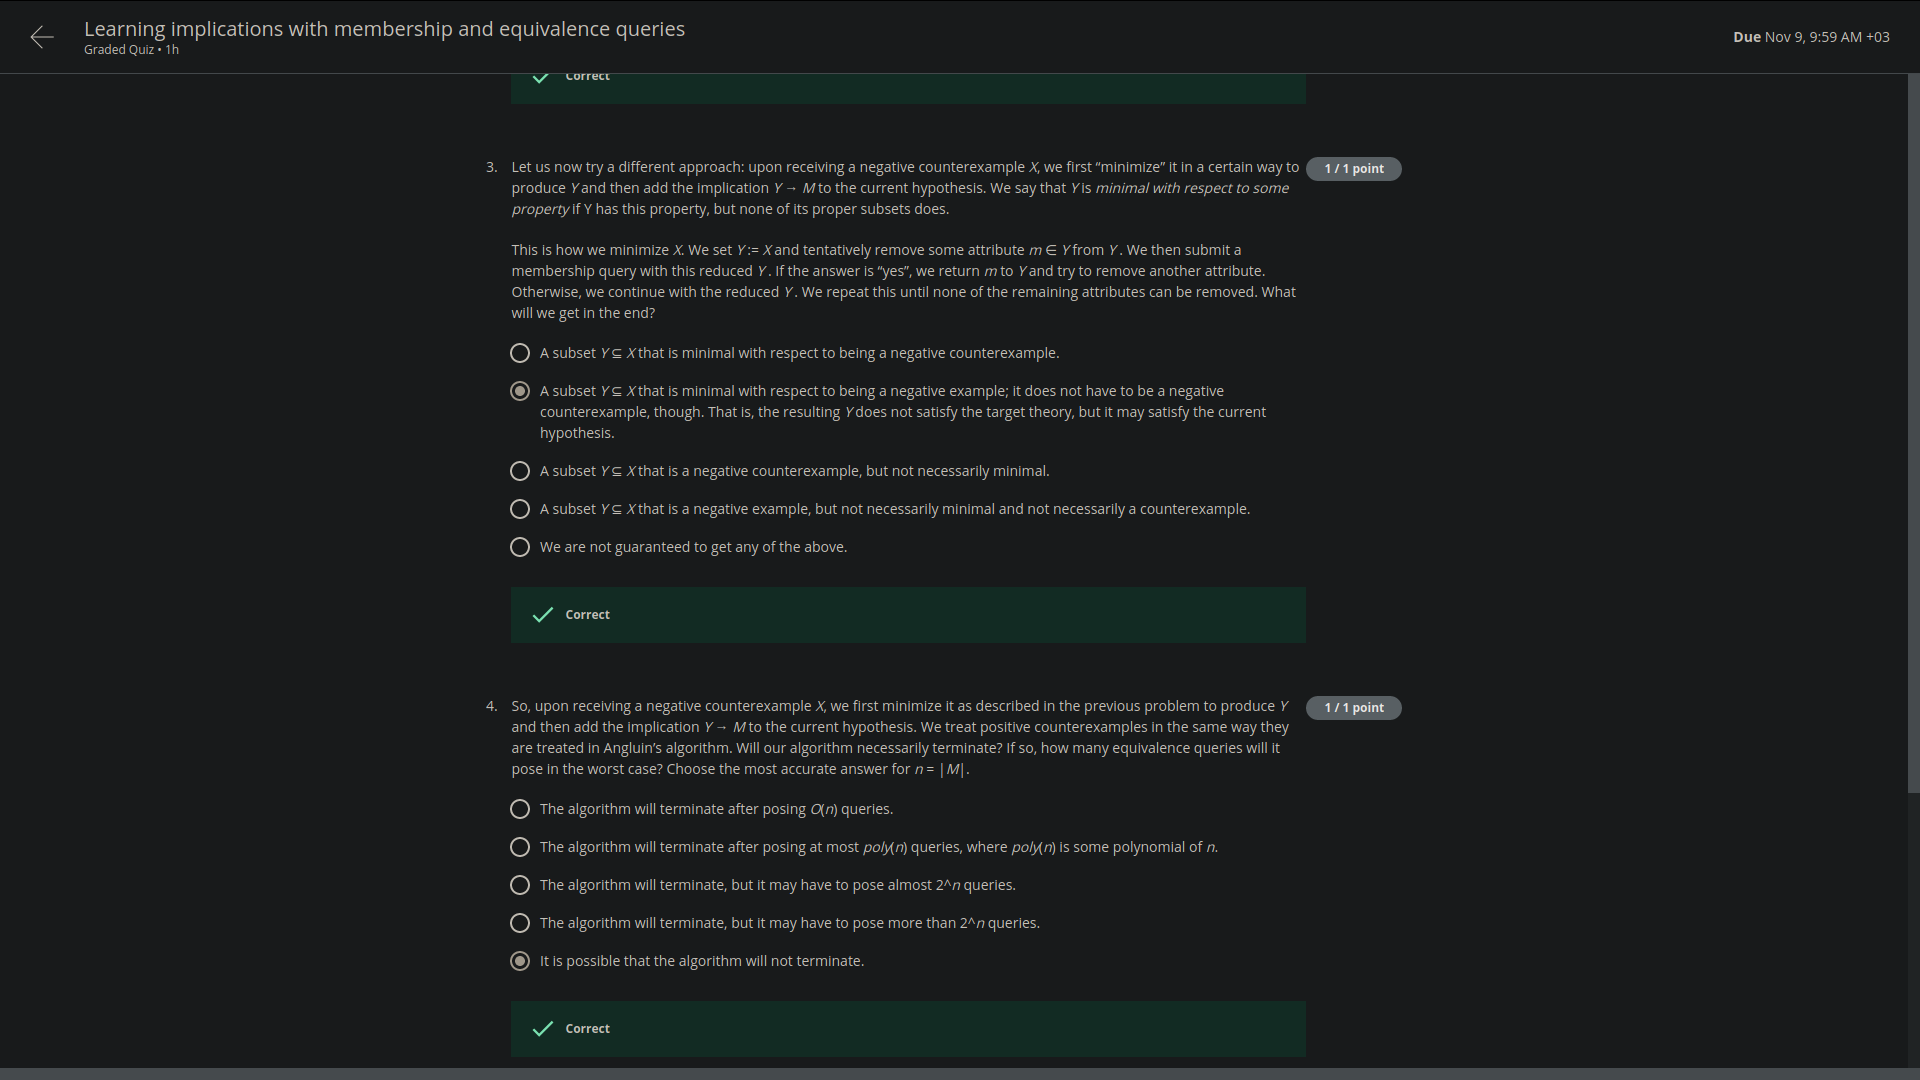 Learning implications with membership and equivalence queries
Graded Quiz • 1h
Due Nov 9, 9:59 AM +03
Correct
3. Let us now try a different approach: upon receiving a negative counterexample X, we first “minimize” it in a certain way to
1 / 1 point
produce Y and then add the implication Y → M to the current hypothesis. We say that Y is minimal with respect to some
property if Y has this property, but none of its proper subsets does.
This is how we minimize X. We set Y := X and tentatively remove some attribute m ∈ Y from Y . We then submit a
membership query with this reduced Y . If the answer is “yes”, we return m to Y and try to remove another attribute.
Otherwise, we continue with the reduced Y . We repeat this until none of the remaining attributes can be removed. What
will we get in the end?
A subset Y ⊆ X that is minimal with respect to being a negative counterexample.
A subset Y ⊆ X that is minimal with respect to being a negative example; it does not have to be a negative
counterexample, though. That is, the resulting Y does not satisfy the target theory, but it may satisfy the current
hypothesis.
A subset Y ⊆ X that is a negative counterexample, but not necessarily minimal.
A subset Y ⊆ X that is a negative example, but not necessarily minimal and not necessarily a counterexample.
We are not guaranteed to get any of the above.
Correct
4. So, upon receiving a negative counterexample X, we first minimize it as described in the previous problem to produce Y
1 / 1 point
and then add the implication Y → M to the current hypothesis. We treat positive counterexamples in the same way they
are treated in Angluin’s algorithm. Will our algorithm necessarily terminate? If so, how many equivalence queries will it
pose in the worst case? Choose the most accurate answer for n = |M|.
The algorithm will terminate after posing O(n) queries.
The algorithm will terminate after posing at most poly(n) queries, where poly(n) is some polynomial of n.
The algorithm will terminate, but it may have to pose almost 2^n queries.
The algorithm will terminate, but it may have to pose more than 2^n queries.
It is possible that the algorithm will not terminate.
Correct